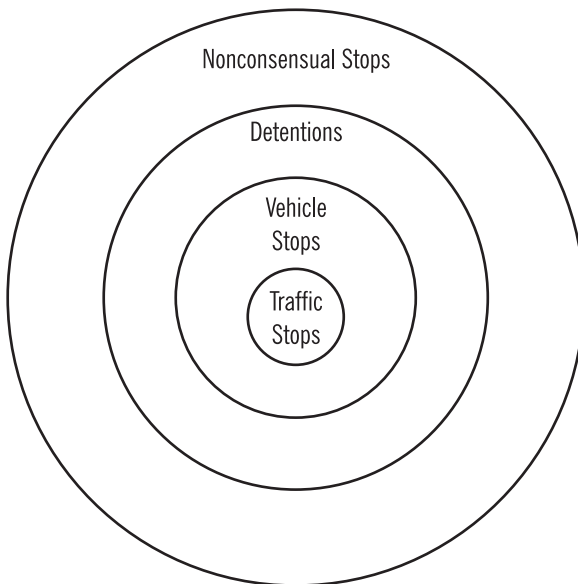 Nonconsensual Stops
Detentions
Vehicle
Stops
Traffic
Stops